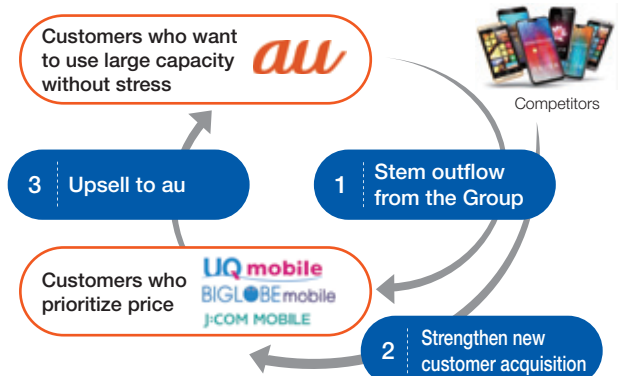 Customers who want
to use large capacity
without stress
au
Competitors
3 Upsell to au
1 Stem outflow
from the Group
Customers who
prioritize price
UQ mobile
BIGLOBE mobile
J:COM MOBILE
2 Strengthen new
customer acquisition